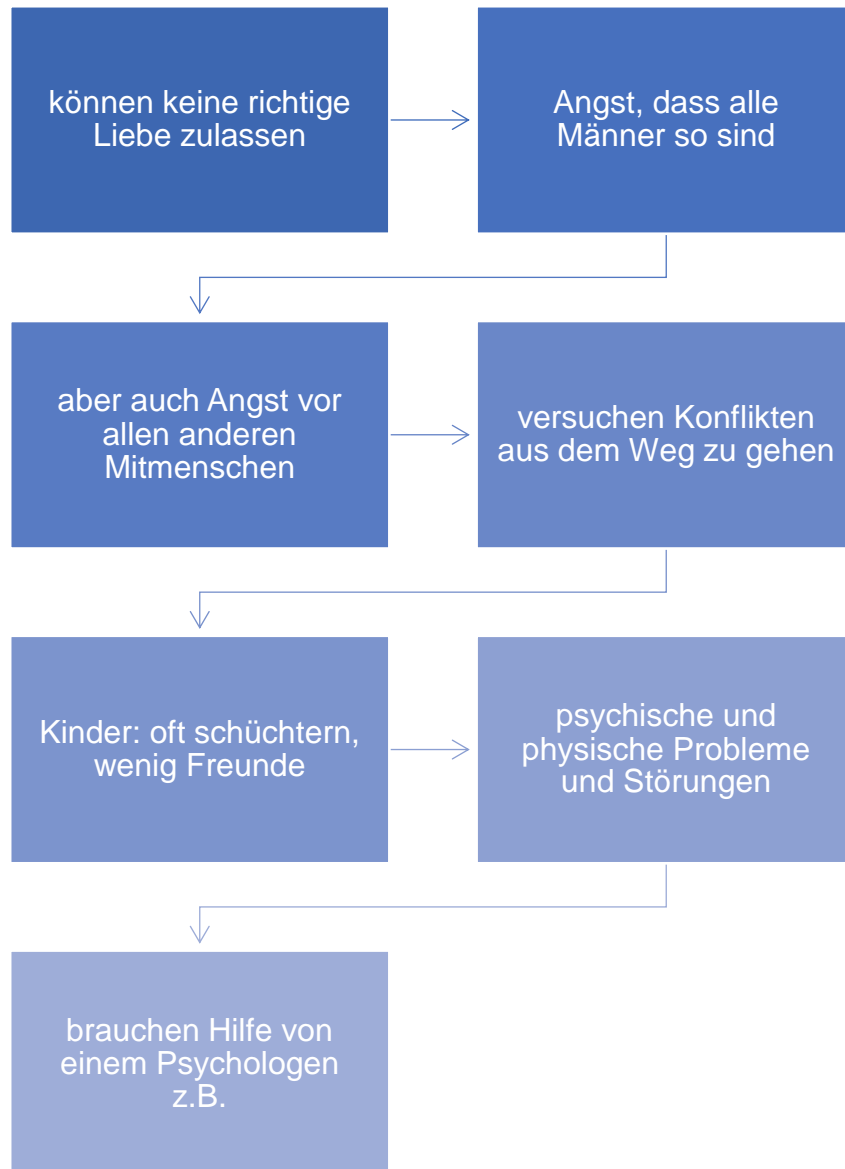 können keine richtige
Liebe zulassen
Angst, dass alle
Männer so sind
aber auch Angst vor
allen anderen
Mitmenschen
versuchen Konflikten
aus dem Weg zu gehen
Kinder: oft schüchtern,
wenig Freunde
psychische und
physische Probleme
und Störungen
brauchen Hilfe von
einem Psychologen
z.B.